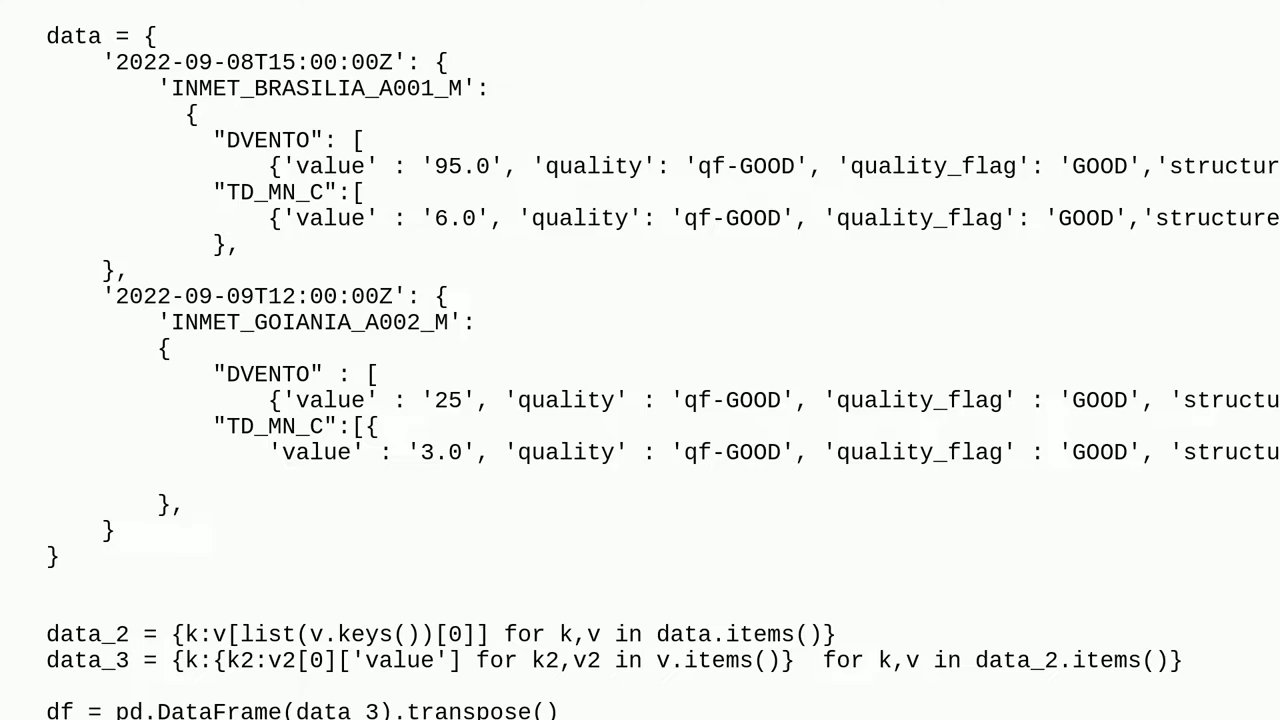 data = {
    '2022-09-08T15:00:00Z': {
        'INMET_BRASILIA_A001_M':
          {
            "DVENTO": [
                {'value' : '95.0', 'quality': 'qf-GOOD', 'quality_flag': 'GOOD','structur
            "TD_MN_C":[
                {'value' : '6.0', 'quality': 'qf-GOOD', 'quality_flag': 'GOOD','structure
            },
    },
    '2022-09-09T12:00:00Z': {
        'INMET_GOIANIA_A002_M':
        {
            "DVENTO" : [
                {'value' : '25', 'quality' : 'qf-GOOD', 'quality_flag' : 'GOOD', 'structu
            "TD_MN_C":[{
                'value' : '3.0', 'quality' : 'qf-GOOD', 'quality_flag' : 'GOOD', 'structu
        },
    }
}
data_2 = {k:v[list(v.keys())[0]] for k,v in data.items()}
data_3 = {k:{k2:v2[0]['value'] for k2,v2 in v.items()}  for k,v in data_2.items()}
df = pd.DataFrame(data_3).transpose()